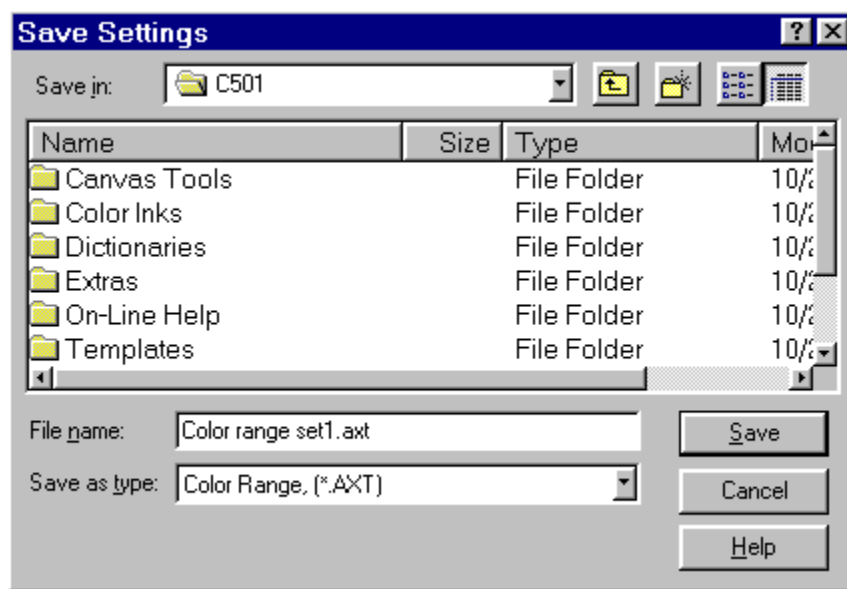 Save Settings ?
Save in: C501
Name Size Type
Canvas Tools File Folder
Color Inks File Folder
Dictionaries File Folder
Extras File Folder
On-Line Help File Folder
Templates File Folder
File name: Color range set1.axt Save
Save as type: Color Range, (*.AXT) Cancel
Help